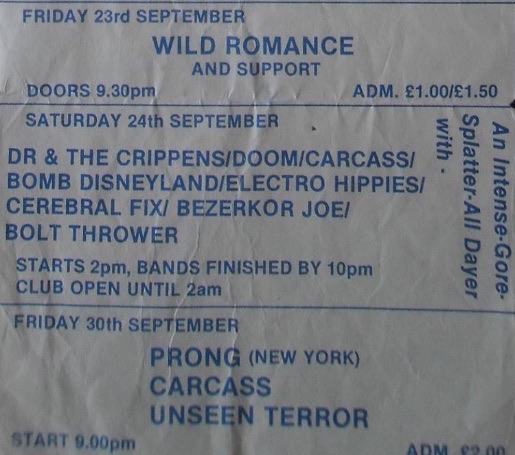 FRIDAY 23rd SEPTEMBER
WILD ROMANCE
AND SUPPORT
DOORS 9.30pm ADM. £1.00/£1.50
SATURDAY 24th SEPTEMBER
DR & THE CRIPPENS/DOOM/CARCASS/
BOMB DISNEYLAND/ELECTRO HIPPIES/
CEREBRAL FIX/ BEZERKOR JOE/
BOLT THROWER
An Intense-Gore-
Splatter-All Dayer
with .
STARTS 2pm, BANDS FINISHED BY 10pm
CLUB OPEN UNTIL 2am
FRIDAY 30th SEPTEMBER
PRONG (NEW YORK)
CARCASS
UNSEEN TERROR
START 9.00pm ADM £2.00